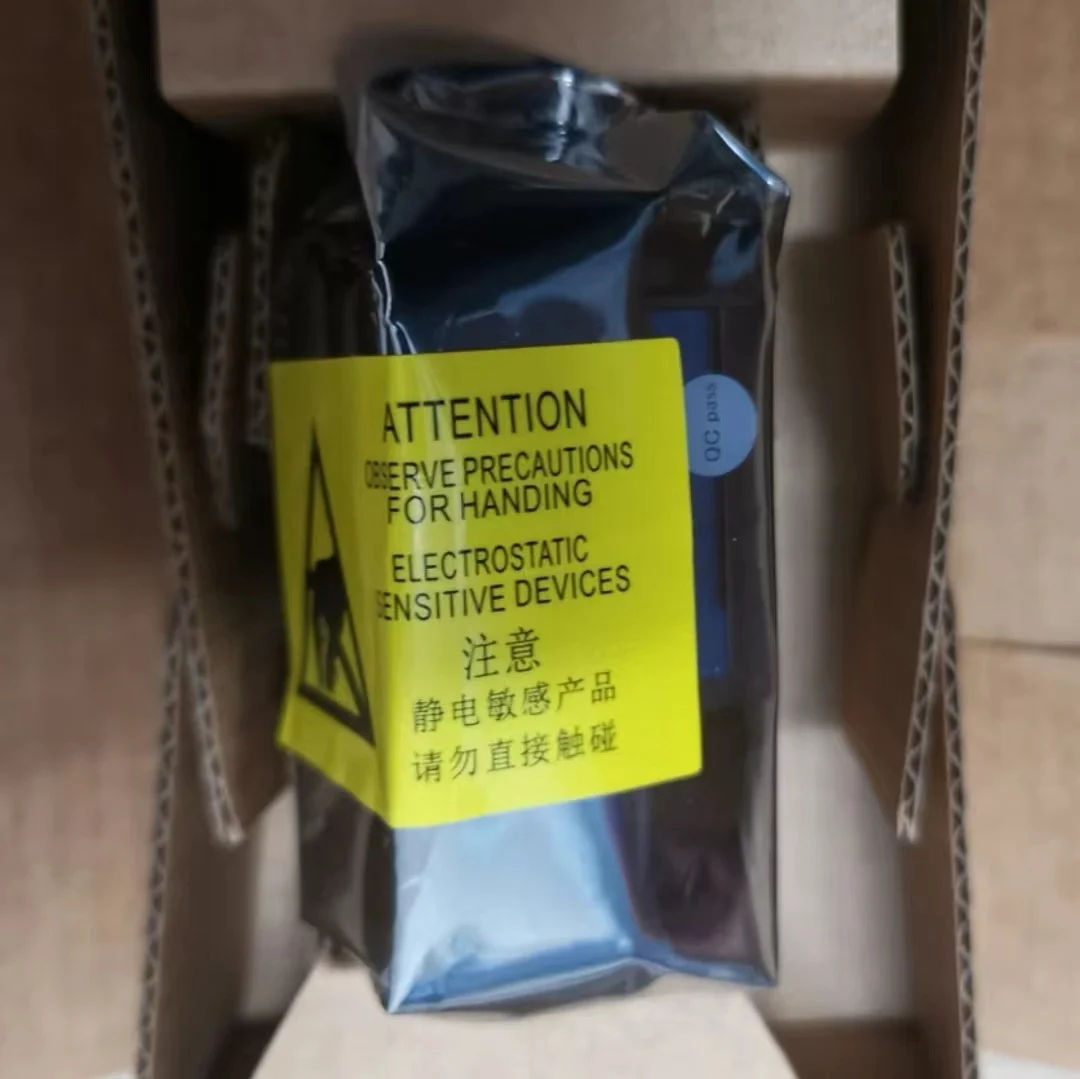 ATTENTION
OBSERVE PRECAUTIONS
FOR HANDING
ELECTROSTATIC
SENSITIVE DEVICES
注意
静电敏感产品
请勿直接触碰
QC pass